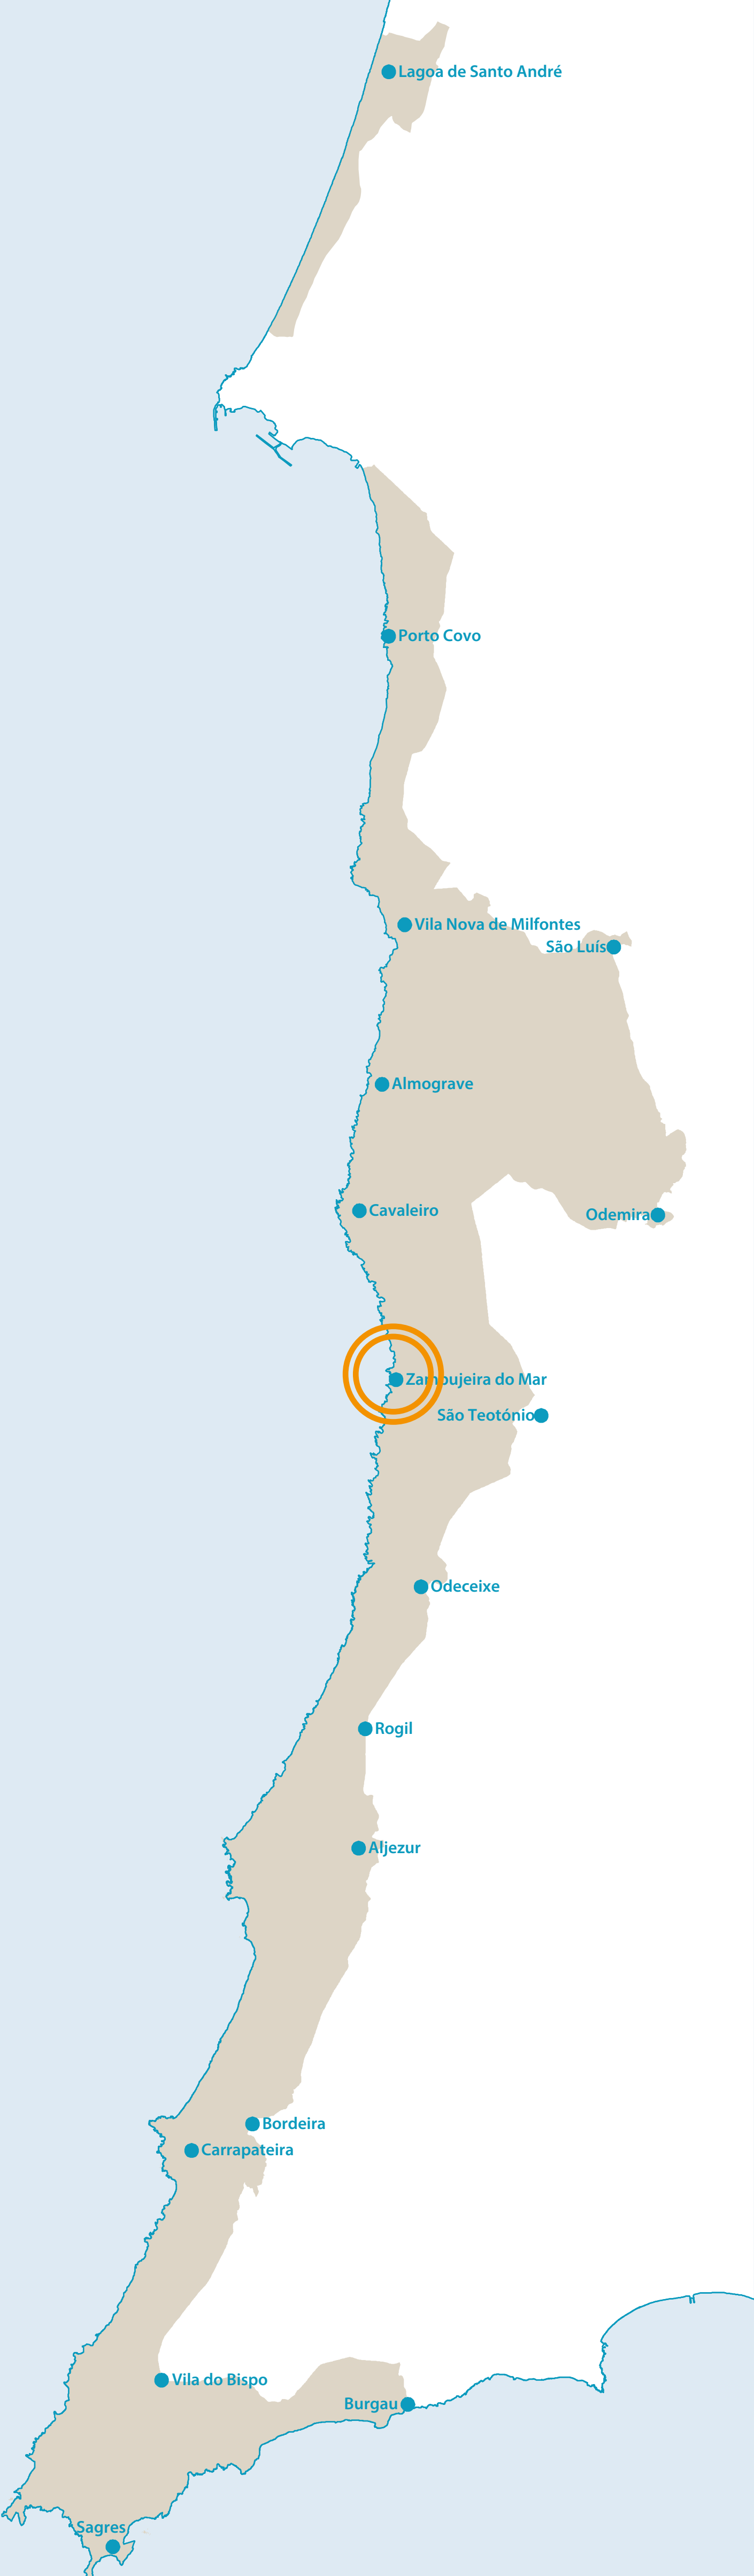 Lagoa de Santo André
Porto Covo
Vila Nova de Milfontes
São Luís
Almograve
Cavaleiro
Odemira
Zambujeira do Mar
São Teotónio
Odeceixe
Rogil
Aljezur
Bordeira
Carrapateira
Vila do Bispo
Burgau
Sagres